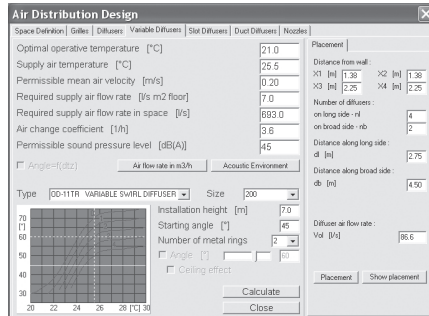 Air Distribution Design
Space Definition Grilles Diffusers Variable Diffusers Slot Diffusers Duct Diffusers Nozzles
Optimal operative temperature [°C] 21.0
Supply air temperature [°C] 25.5
Permissible mean air velocity [m/s] 0.20
Required supply air flow rate [l/s m2 floor] 7.0
Required supply air flow rate in space [l/s] 693.0
Air change coefficient [1/h] 3.6
Permissible sound pressure level [dB(A)] 45
Angle=f(dtz) Air flow rate in m3/h Acoustic Environment
Type OD-11TR VARIABLE SWIRL DIFFUSER Size 200
Installation height [m] 7.0
Starting angle [°] 45
Number of metal rings 2
Angle [°] 60
Ceiling effect
Calculate
Close
70
[°]
60
50
40
30
20 22 24 26 28 [°C] 30
Placement
Distance from wall :
X1 [m] 1.38 X2 [m] 1.38
X3 [m] 2.25 X4 [m] 2.25
Number of diffusers :
on long side - nl 4
on broad side - nb 2
Distance along long side :
dl [m] 2.75
Distance along broad side :
db [m] 4.50
Diffuser air flow rate :
Vol [l/s] 86.6
Placement Show placement